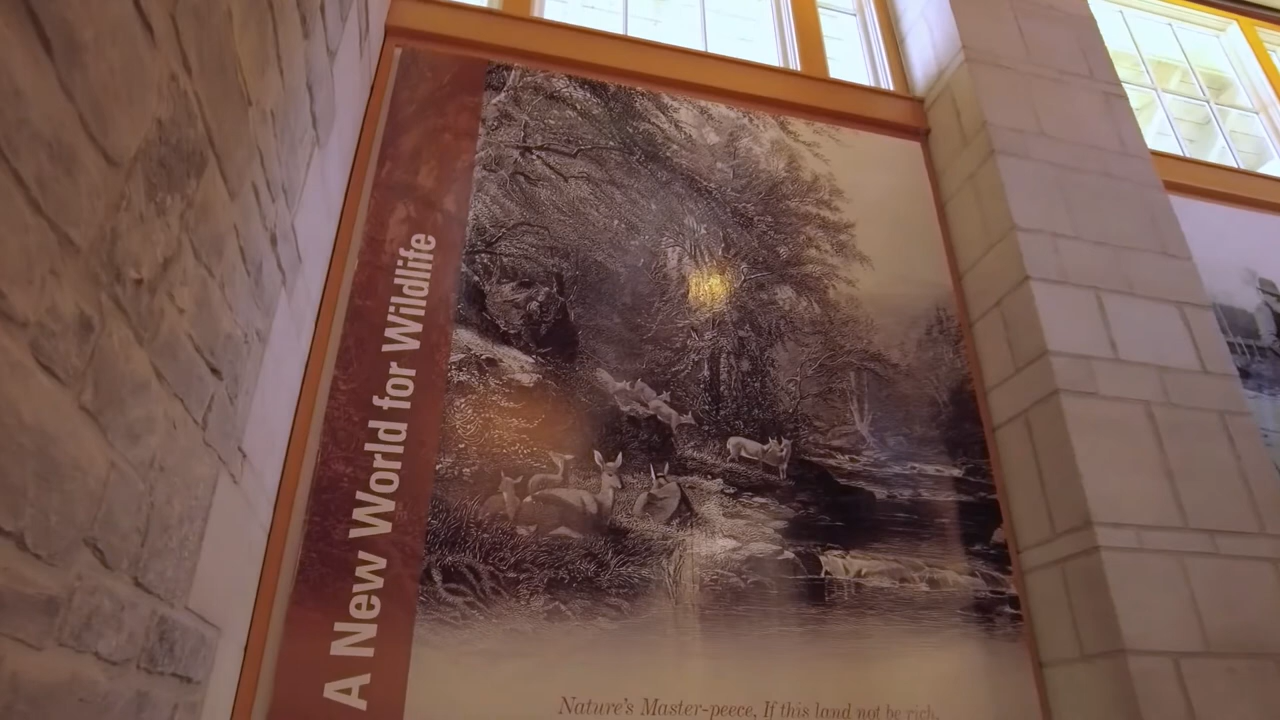 A New World for Wildlife
Nature's Master-peece, If this land not be rich,